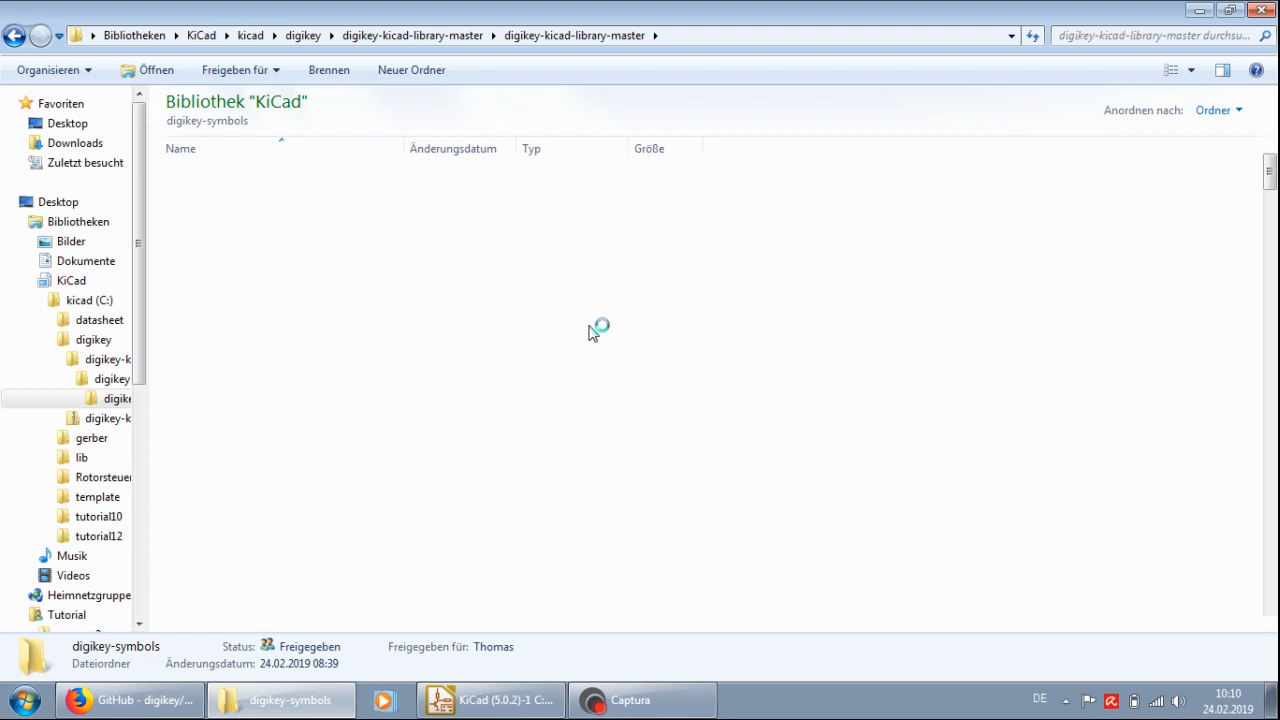 Bibliotheken KiCad kicad digikey digikey-kicad-library-master digikey-kicad-library-master
digikey-kicad-library-master durchsu...
Organisieren Öffnen Freigeben für Brennen Neuer Ordner
Favoriten
Desktop
Downloads
Zuletzt besucht
Desktop
Bibliotheken
Bilder
Dokumente
KiCad
kicad (C:)
datasheet
digikey
digikey-k
digikey
digike
digikey-k
gerber
lib
Rotorsteuer
template
tutorial10
tutorial12
Musik
Videos
Heimnetzgruppe
Tutorial
Bibliothek "KiCad"
digikey-symbols
Anordnen nach: Ordner
Name Änderungsdatum Typ Größe
digikey-symbols Status: Freigegeben Freigegeben für: Thomas
Dateiordner Änderungsdatum: 24.02.2019 08:39
GitHub - digikey/... digikey-symbols KiCad (5.0.2)-1 C:... Captura
DE
10:10
24.02.2019